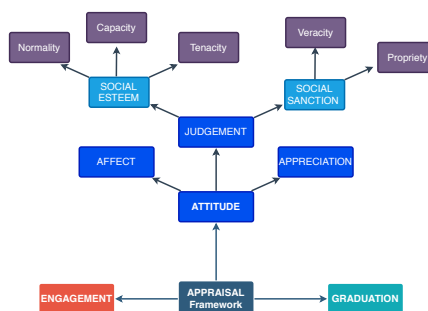 Capacity
Normality
Tenacity
Veracity
Propriety
SOCIAL
ESTEEM
SOCIAL
SANCTION
JUDGEMENT
AFFECT
APPRECIATION
ATTITUDE
ENGAGEMENT
APPRAISAL
Framework
GRADUATION